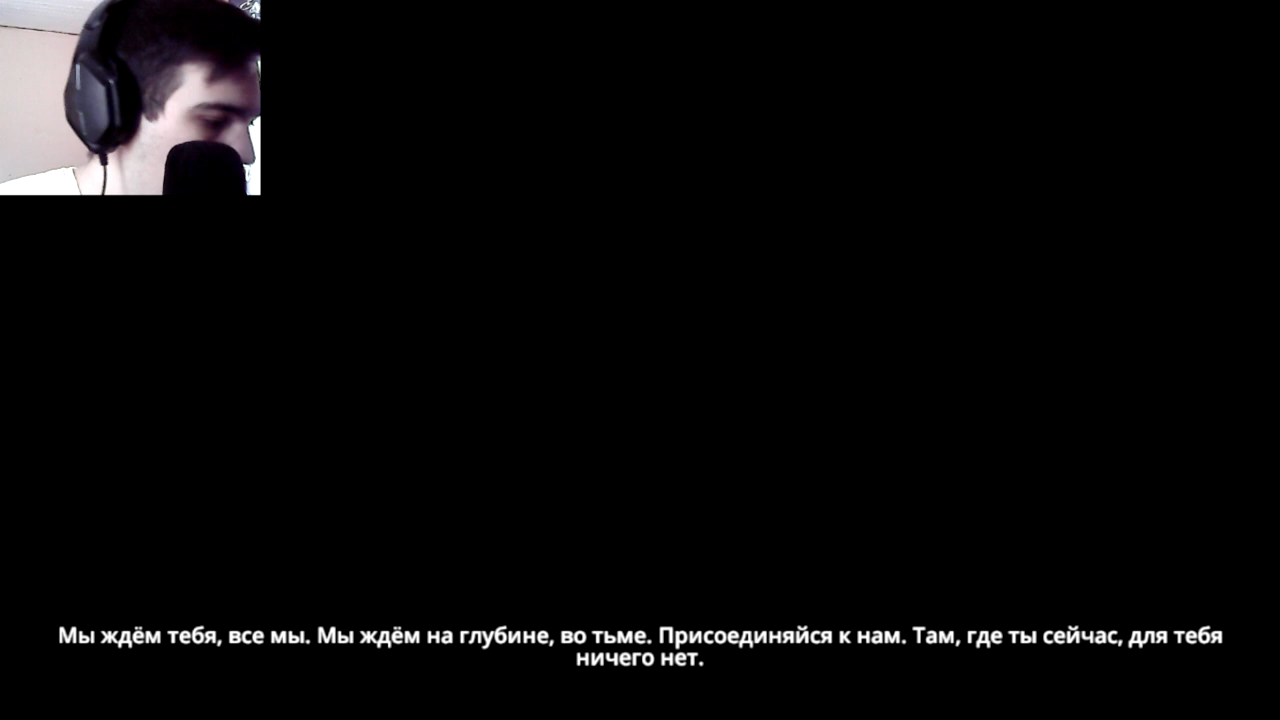 Мы ждём тебя, все мы. Мы ждём на глубине, во тьме. Присоединяйся к нам. Там, где ты сейчас, для тебя
ничего нет.